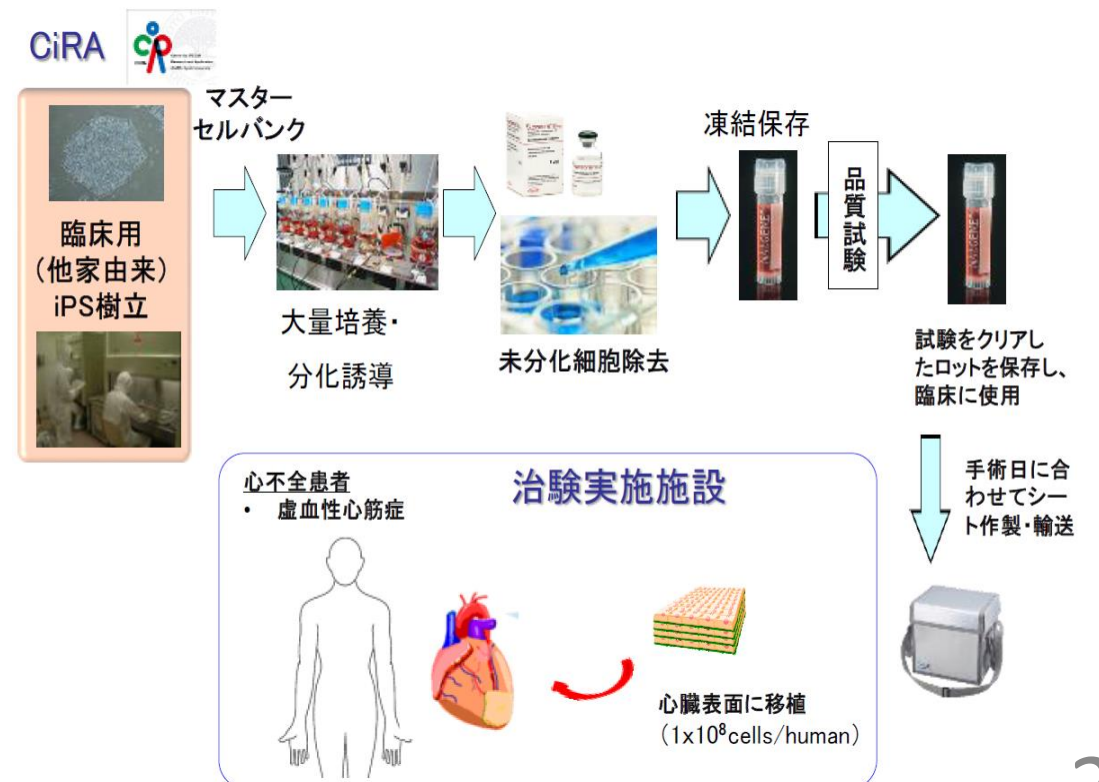 CiRA
マスター
セルバンク
臨床用
（他家由来）
iPS樹立
大量培養・
分化誘導
未分化細胞除去
凍結保存
品質試験
試験をクリアし
たロットを保存し、
臨床に使用
手術日に合
わせてシー
ト作製・輸送
治験実施施設
心不全患者
• 虚血性心筋症
心臓表面に移植
（1x10⁸cells/human）